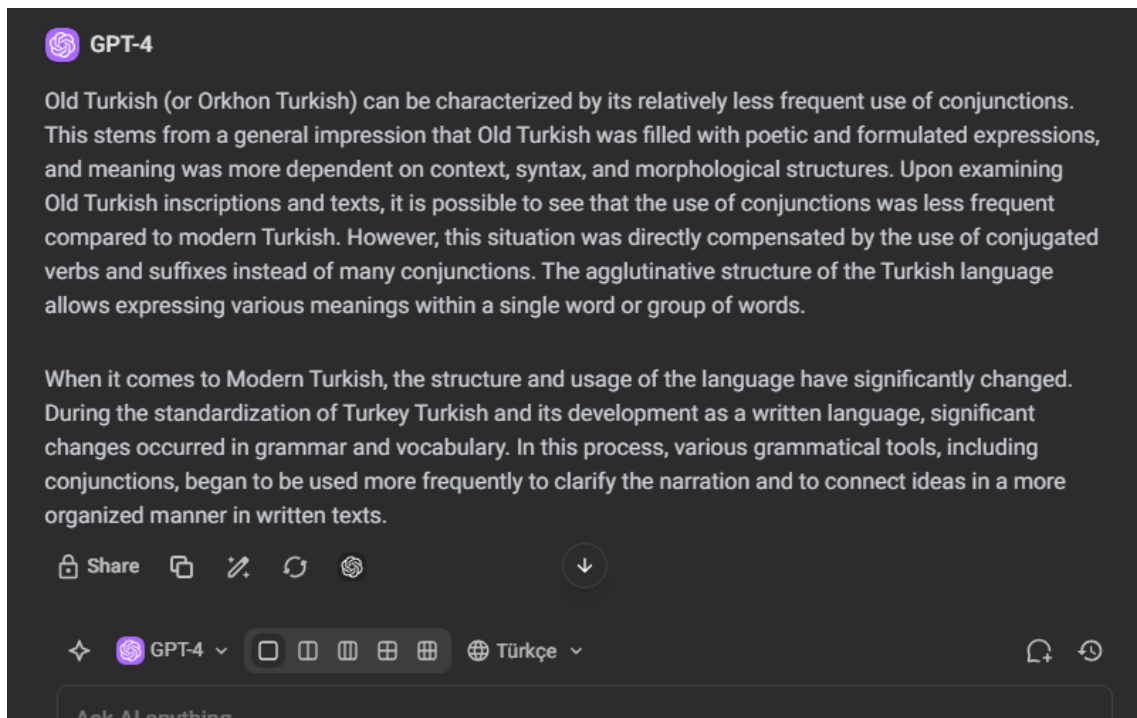 GPT-4
Old Turkish (or Orkhon Turkish) can be characterized by its relatively less frequent use of conjunctions.
This stems from a general impression that Old Turkish was filled with poetic and formulated expressions,
and meaning was more dependent on context, syntax, and morphological structures. Upon examining
Old Turkish inscriptions and texts, it is possible to see that the use of conjunctions was less frequent
compared to modern Turkish. However, this situation was directly compensated by the use of conjugated
verbs and suffixes instead of many conjunctions. The agglutinative structure of the Turkish language
allows expressing various meanings within a single word or group of words.
When it comes to Modern Turkish, the structure and usage of the language have significantly changed.
During the standardization of Turkey Turkish and its development as a written language, significant
changes occurred in grammar and vocabulary. In this process, various grammatical tools, including
conjunctions, began to be used more frequently to clarify the narration and to connect ideas in a more
organized manner in written texts.
Share
GPT-4 Türkçe
Ask AI anything